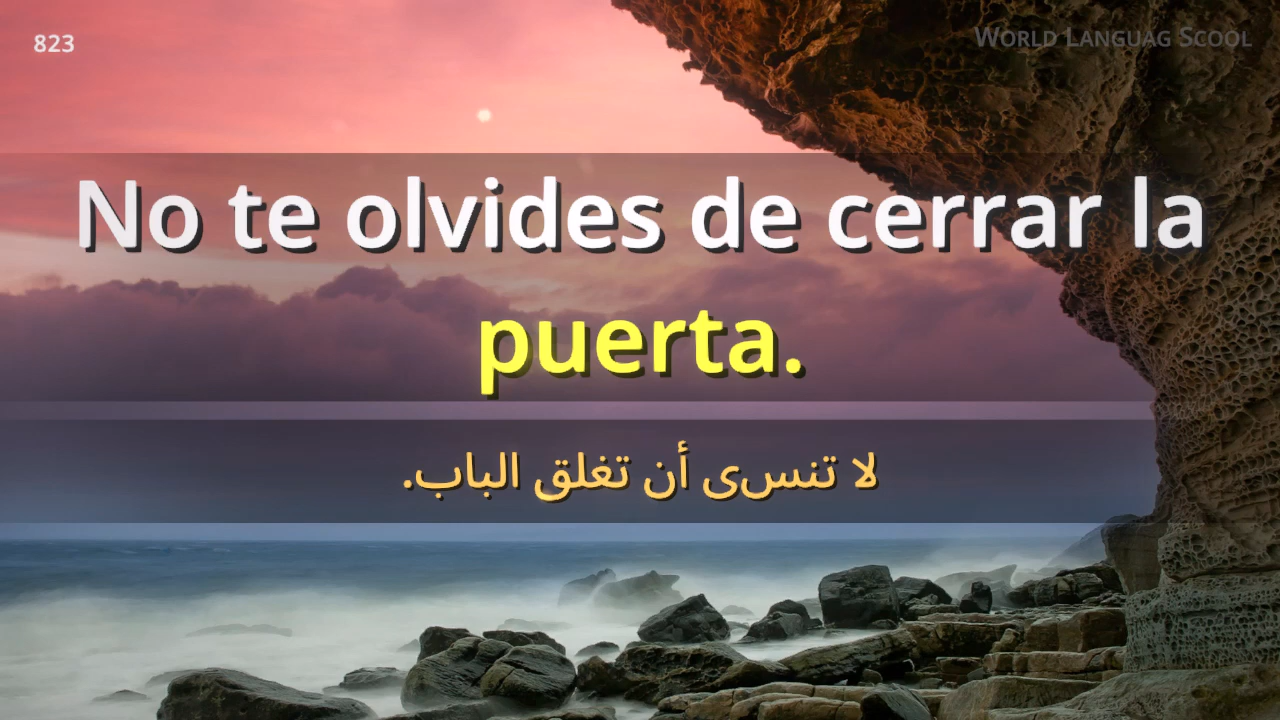 823
WORLD LANGUAG SCOOL
No te olvides de cerrar la
puerta.
لا تنسى أن تغلق الباب.